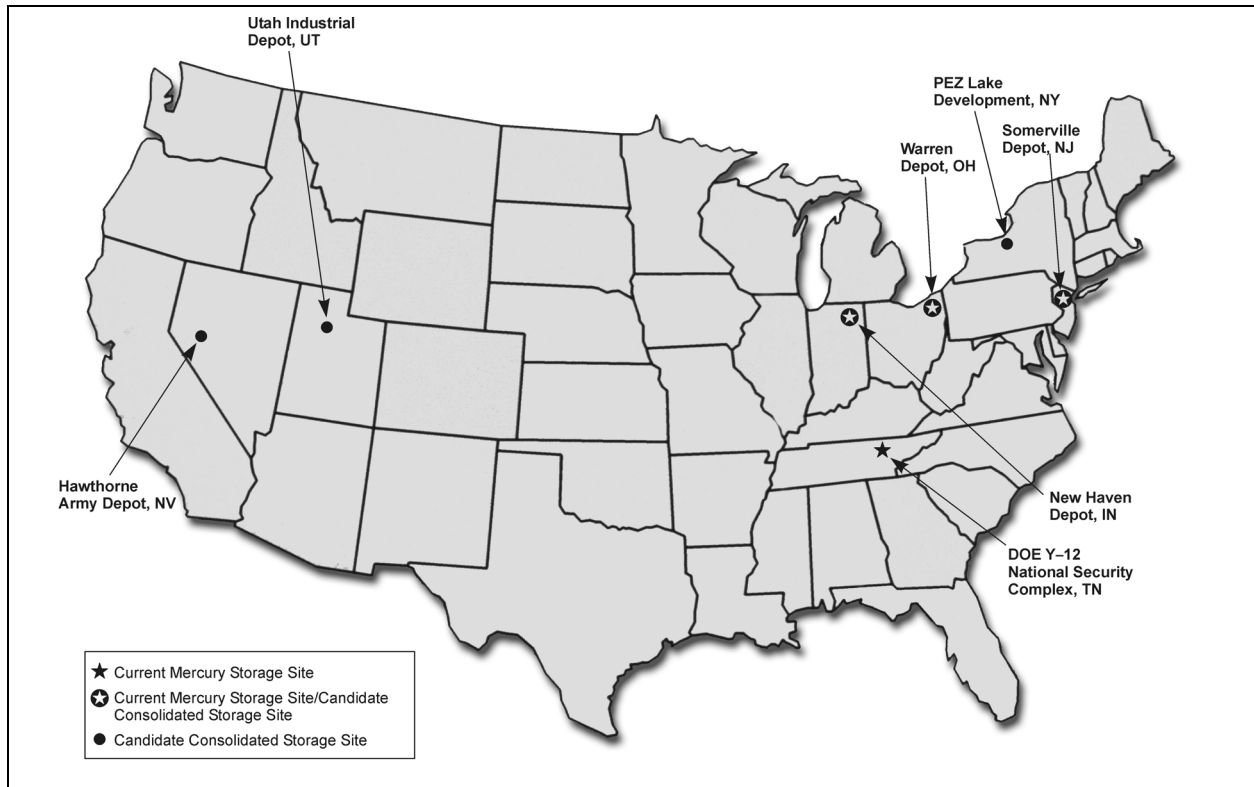 Utah Industrial
Depot, UT
PEZ Lake
Development, NY
Somerville
Depot, NJ
Warren
Depot, OH
Hawthorne
Army Depot, NV
New Haven
Depot, IN
DOE Y–12
National Security
Complex, TN
Current Mercury Storage Site
Current Mercury Storage Site/Candidate
Consolidated Storage Site
Candidate Consolidated Storage Site